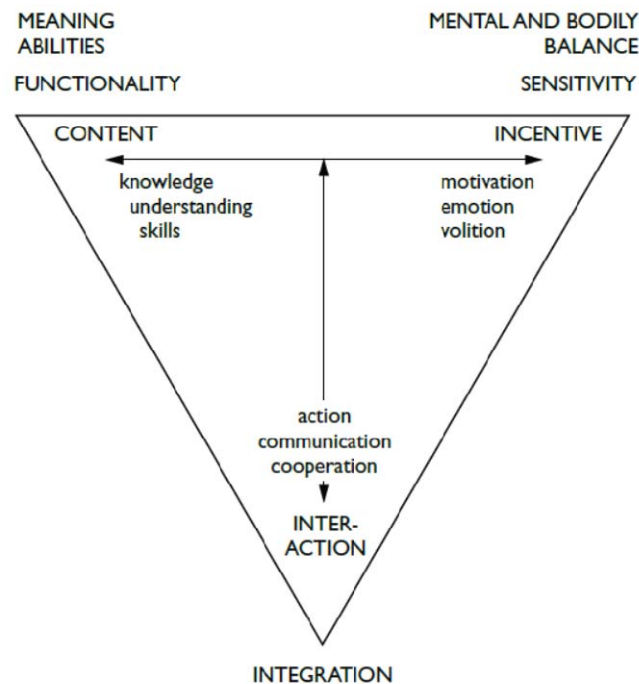 MEANING
ABILITIES
FUNCTIONALITY
MENTAL AND BODILY
BALANCE
SENSITIVITY
CONTENT
INCENTIVE
knowledge
understanding
skills
motivation
emotion
volition
action
communication
cooperation
INTER-
ACTION
INTEGRATION